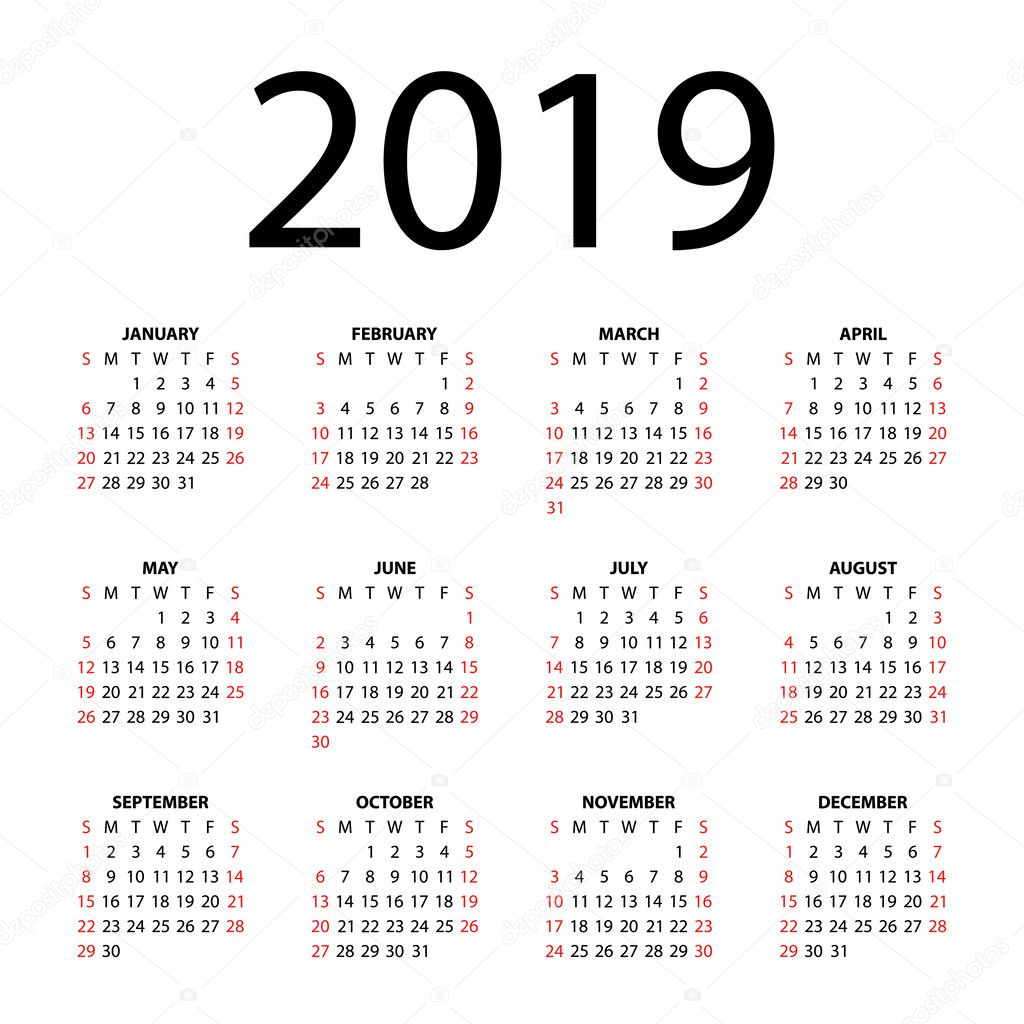 2019
JANUARY
S M T W T F S
1 2 3 4 5
6 7 8 9 10 11 12
13 14 15 16 17 18 19
20 21 22 23 24 25 26
27 28 29 30 31
FEBRUARY
S M T W T F S
1 2
3 4 5 6 7 8 9
10 11 12 13 14 15 16
17 18 19 20 21 22 23
24 25 26 27 28
MARCH
S M T W T F S
1 2
3 4 5 6 7 8 9
10 11 12 13 14 15 16
17 18 19 20 21 22 23
24 25 26 27 28 29 30
31
APRIL
S M T W T F S
1 2 3 4 5 6
7 8 9 10 11 12 13
14 15 16 17 18 19 20
21 22 23 24 25 26 27
28 29 30
MAY
S M T W T F S
1 2 3 4
5 6 7 8 9 10 11
12 13 14 15 16 17 18
19 20 21 22 23 24 25
26 27 28 29 30 31
JUNE
S M T W T F S
1
2 3 4 5 6 7 8
9 10 11 12 13 14 15
16 17 18 19 20 21 22
23 24 25 26 27 28 29
30
JULY
S M T W T F S
1 2 3 4 5 6
7 8 9 10 11 12 13
14 15 16 17 18 19 20
21 22 23 24 25 26 27
28 29 30 31
AUGUST
S M T W T F S
1 2 3
4 5 6 7 8 9 10
11 12 13 14 15 16 17
18 19 20 21 22 23 24
25 26 27 28 29 30 31
SEPTEMBER
S M T W T F S
1 2 3 4 5 6 7
8 9 10 11 12 13 14
15 16 17 18 19 20 21
22 23 24 25 26 27 28
29 30
OCTOBER
S M T W T F S
1 2 3 4 5
6 7 8 9 10 11 12
13 14 15 16 17 18 19
20 21 22 23 24 25 26
27 28 29 30 31
NOVEMBER
S M T W T F S
1 2
3 4 5 6 7 8 9
10 11 12 13 14 15 16
17 18 19 20 21 22 23
24 25 26 27 28 29 30
DECEMBER
S M T W T F S
1 2 3 4 5 6 7
8 9 10 11 12 13 14
15 16 17 18 19 20 21
22 23 24 25 26 27 28
29 30 31
depositphotos